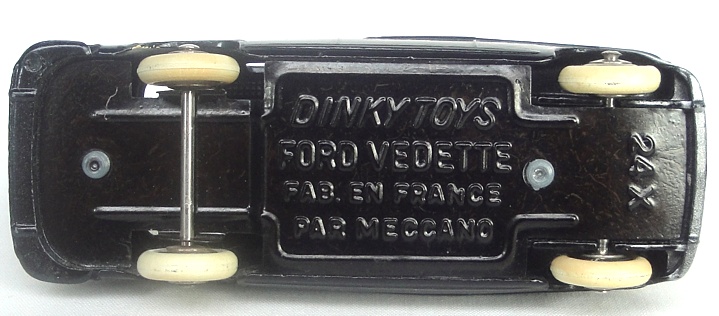 DINKY TOYS
FORD VEDETTE
FAB. EN FRANCE
PAR MECCANO
24 X